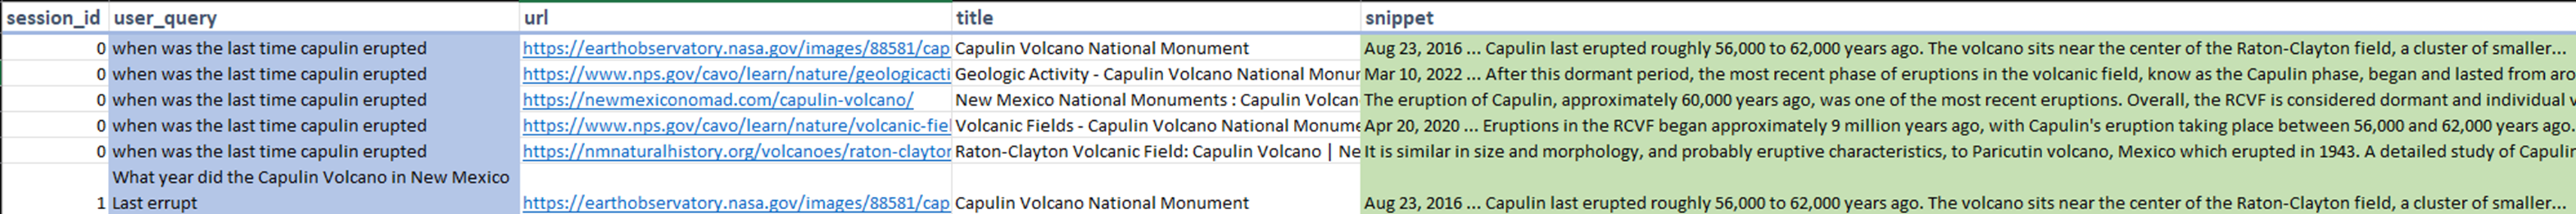 session_id user_query url title snippet
0 when was the last time capulin erupted https://earthobservatory.nasa.gov/images/88581/cap Capulin Volcano National Monument Aug 23, 2016 ... Capulin last erupted roughly 56,000 to 62,000 years ago. The volcano sits near the center of the Raton-Clayton field, a cluster of smaller...
0 when was the last time capulin erupted https://www.nps.gov/cavo/learn/nature/geologicacti Geologic Activity - Capulin Volcano National Monur Mar 10, 2022 ... After this dormant period, the most recent phase of eruptions in the volcanic field, know as the Capulin phase, began and lasted from aro
0 when was the last time capulin erupted https://newmexiconomad.com/capulin-volcano/ New Mexico National Monuments : Capulin Volcan The eruption of Capulin, approximately 60,000 years ago, was one of the most recent eruptions. Overall, the RCVF is considered dormant and individual v
0 when was the last time capulin erupted https://www.nps.gov/cavo/learn/nature/volcanic-fiel Volcanic Fields - Capulin Volcano National Monume Apr 20, 2020 ... Eruptions in the RCVF began approximately 9 million years ago, with Capulin's eruption taking place between 56,000 and 62,000 years ago.
0 when was the last time capulin erupted https://nmnaturalhistory.org/volcanoes/raton-clayton Raton-Clayton Volcanic Field: Capulin Volcano | Ne It is similar in size and morphology, and probably eruptive characteristics, to Paricutin volcano, Mexico which erupted in 1943. A detailed study of Capulin
What year did the Capulin Volcano in New Mexico
1 Last errupt https://earthobservatory.nasa.gov/images/88581/cap Capulin Volcano National Monument Aug 23, 2016 ... Capulin last erupted roughly 56,000 to 62,000 years ago. The volcano sits near the center of the Raton-Clayton field, a cluster of smaller...